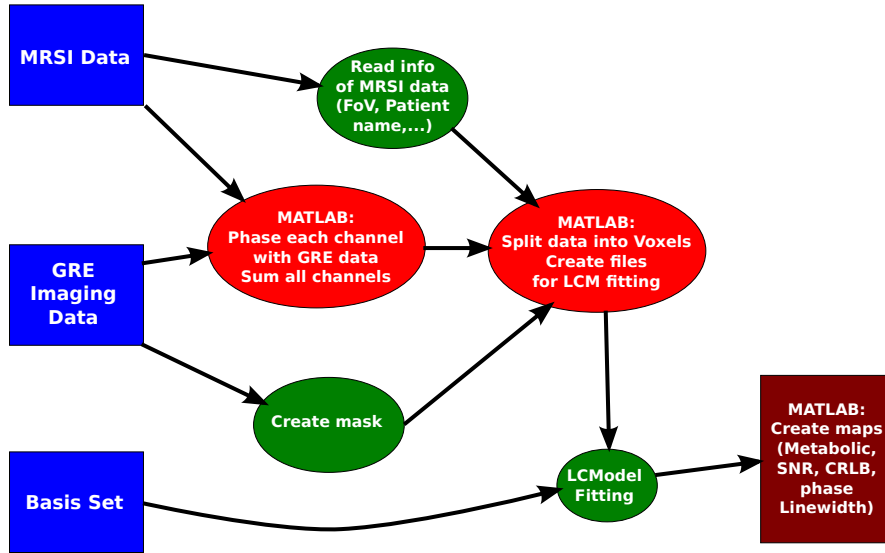 MRSI Data
Read info
of MRSI data
(FoV, Patient
name,...)
MATLAB:
Phase each channel
with GRE data
Sum all channels
MATLAB:
Split data into Voxels
Create files
for LCM fitting
GRE
Imaging
Data
Create mask
MATLAB:
Create maps
(Metabolic,
SNR, CRLB,
phase
Linewidth)
LCModel
Fitting
Basis Set